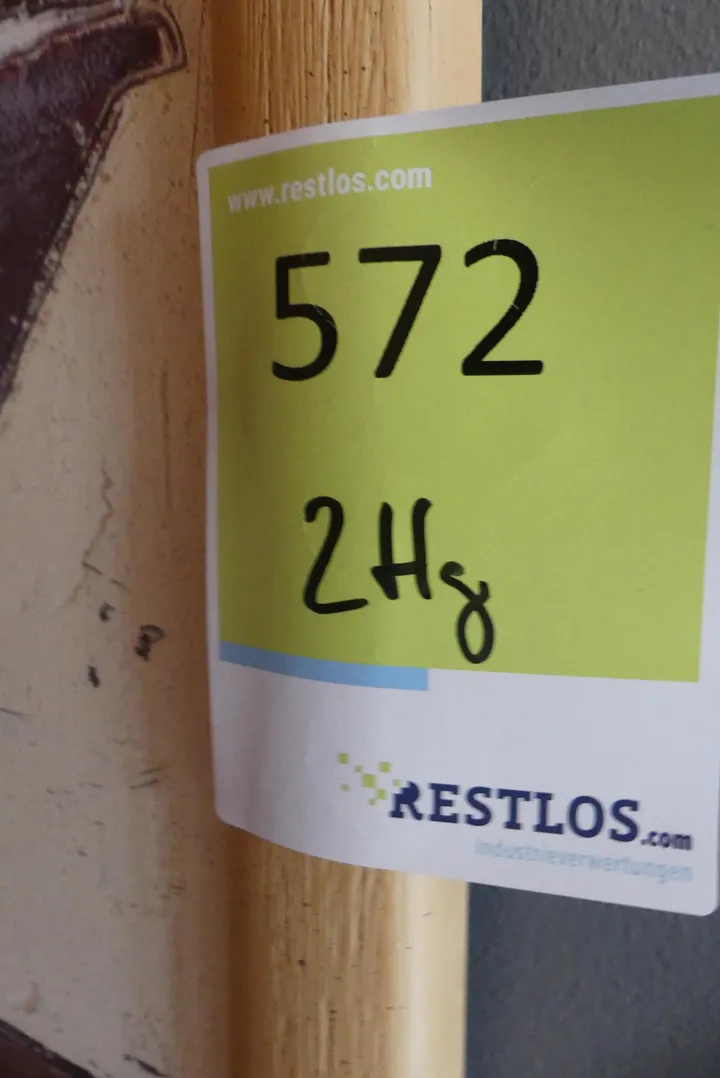 www.restlos.com
572
2Hg
RESTLOS.com
Industrieverwertungen